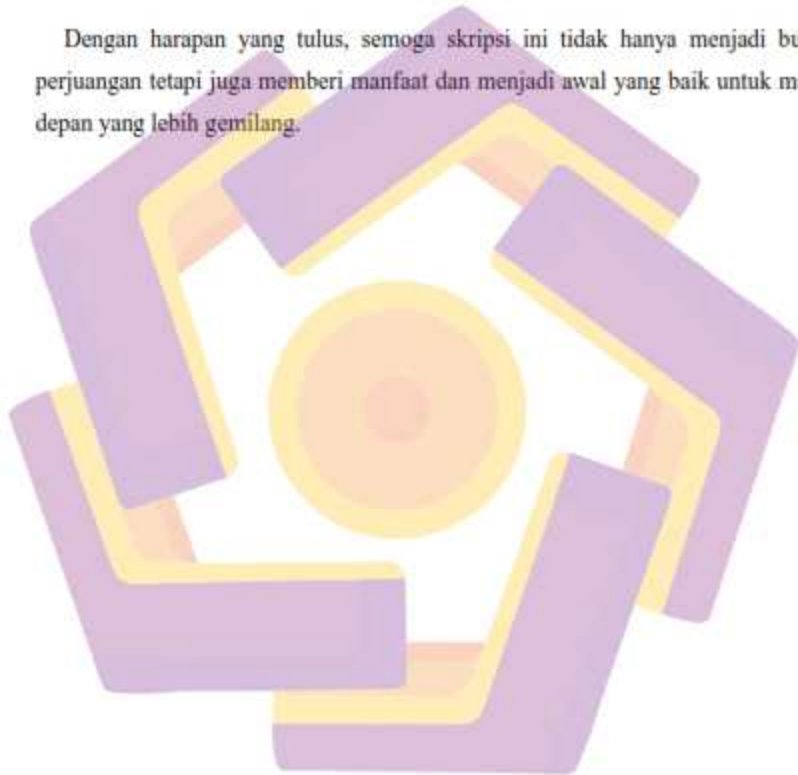 Dengan harapan yang tulus, semoga skripsi ini tidak hanya menjadi bu
perjuangan tetapi juga memberi manfaat dan menjadi awal yang baik untuk m
depan yang lebih gemilang.